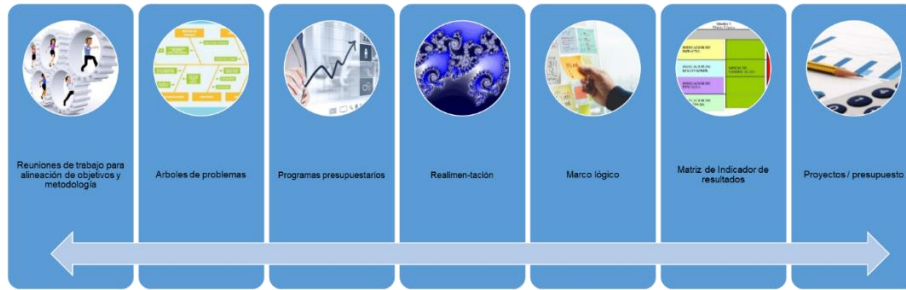 Reuniones de trabajo para
alineación de objetivos y
metodología
Arboles de problemas
Programas presupuestarios
Realimen-tación
Marco lógico
Matriz de Indicador de
resultados
Proyectos / presupuesto